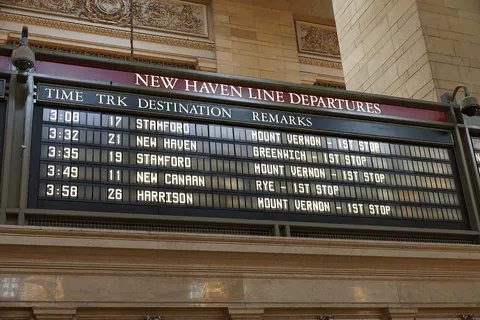 NEW HAVEN LINE DEPARTURES
TIME TRK DESTINATION REMARKS
3:08 17 STAMFORD MOUNT VERNON - 1ST STOP
3:32 21 NEW HAVEN GREENWICH - 1ST STOP
3:35 19 STAMFORD MOUNT VERNON - 1ST STOP
3:49 11 NEW CANAAN RYE - 1ST STOP
3:58 26 HARRISON MOUNT VERNON - 1ST STOP